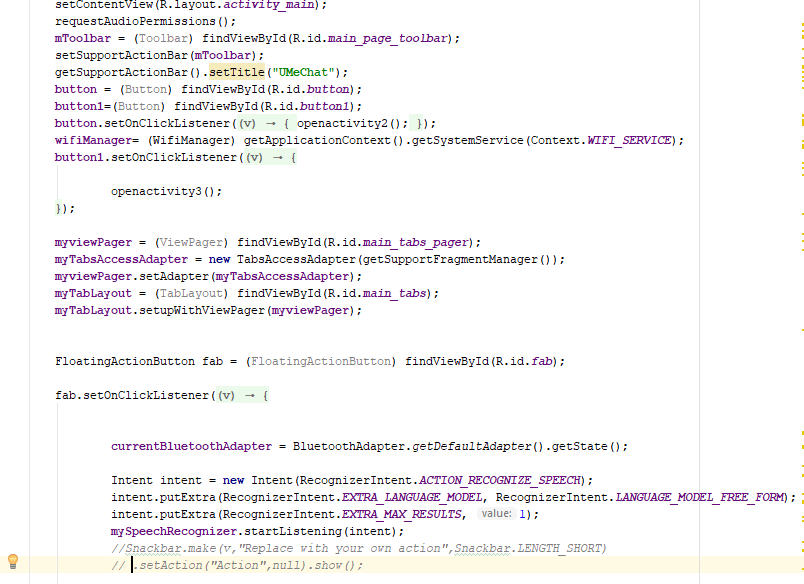 setContentView(R.layout.activity_main);
requestAudioPermissions();
mToolbar = (Toolbar) findViewById(R.id.main_page_toolbar);
setSupportActionBar(mToolbar);
getSupportActionBar().setTitle("UMeChat");
button = (Button) findViewById(R.id.button);
button1=(Button) findViewById(R.id.button1);
button.setOnClickListener((v) → { openactivity2(); });
wifiManager= (WifiManager) getApplicationContext().getSystemService(Context.WIFI_SERVICE);
button1.setOnClickListener((v) → {
openactivity3();
});
myviewPager = (ViewPager) findViewById(R.id.main_tabs_pager);
myTabsAccessAdapter = new TabsAccessAdapter(getSupportFragmentManager());
myviewPager.setAdapter(myTabsAccessAdapter);
myTabLayout = (TabLayout) findViewById(R.id.main_tabs);
myTabLayout.setupWithViewPager(myviewPager);
FloatingActionButton fab = (FloatingActionButton) findViewById(R.id.fab);
fab.setOnClickListener((v) → {
currentBluetoothAdapter = BluetoothAdapter.getDefaultAdapter().getState();
Intent intent = new Intent(RecognizerIntent.ACTION_RECOGNIZE_SPEECH);
intent.putExtra(RecognizerIntent.EXTRA_LANGUAGE_MODEL, RecognizerIntent.LANGUAGE_MODEL_FREE_FORM);
intent.putExtra(RecognizerIntent.EXTRA_MAX_RESULTS, value: 1);
mySpeechRecognizer.startListening(intent);
//Snackbar.make(v,"Replace with your own action",Snackbar.LENGTH_SHORT)
// .setAction("Action",null).show();